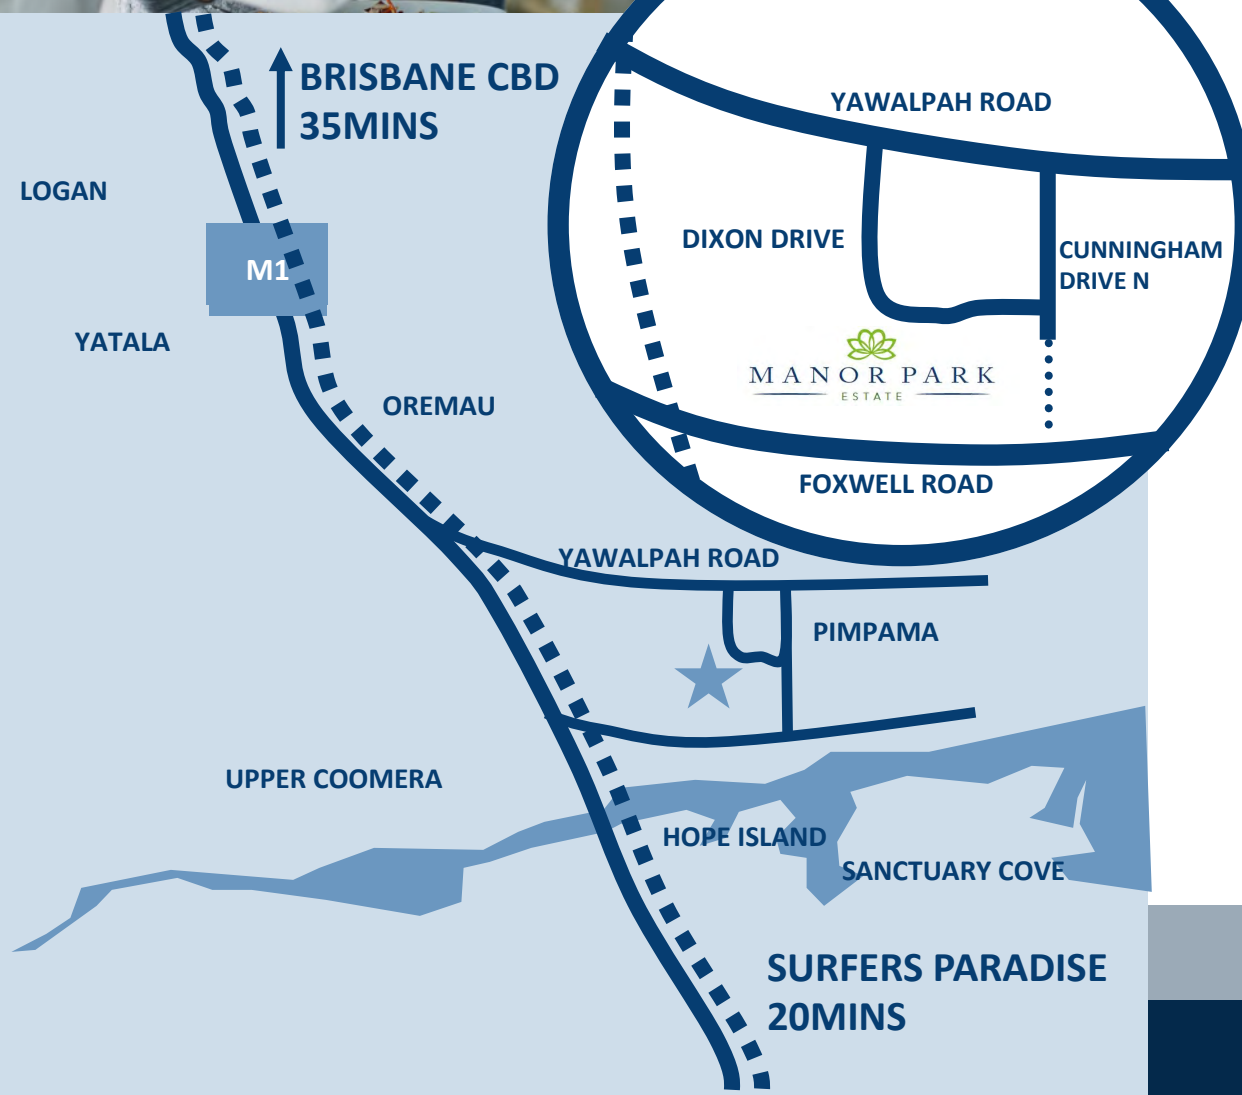 BRISBANE CBD
35MINS
LOGAN
M1
YATALA
OREMAU
YAWALPAH ROAD
DIXON DRIVE
CUNNINGHAM
DRIVE N
MANOR PARK
ESTATE
FOXWELL ROAD
YAWALPAH ROAD
PIMPAMA
UPPER COOMERA
HOPE ISLAND
SANCTUARY COVE
SURFERS PARADISE
20MINS